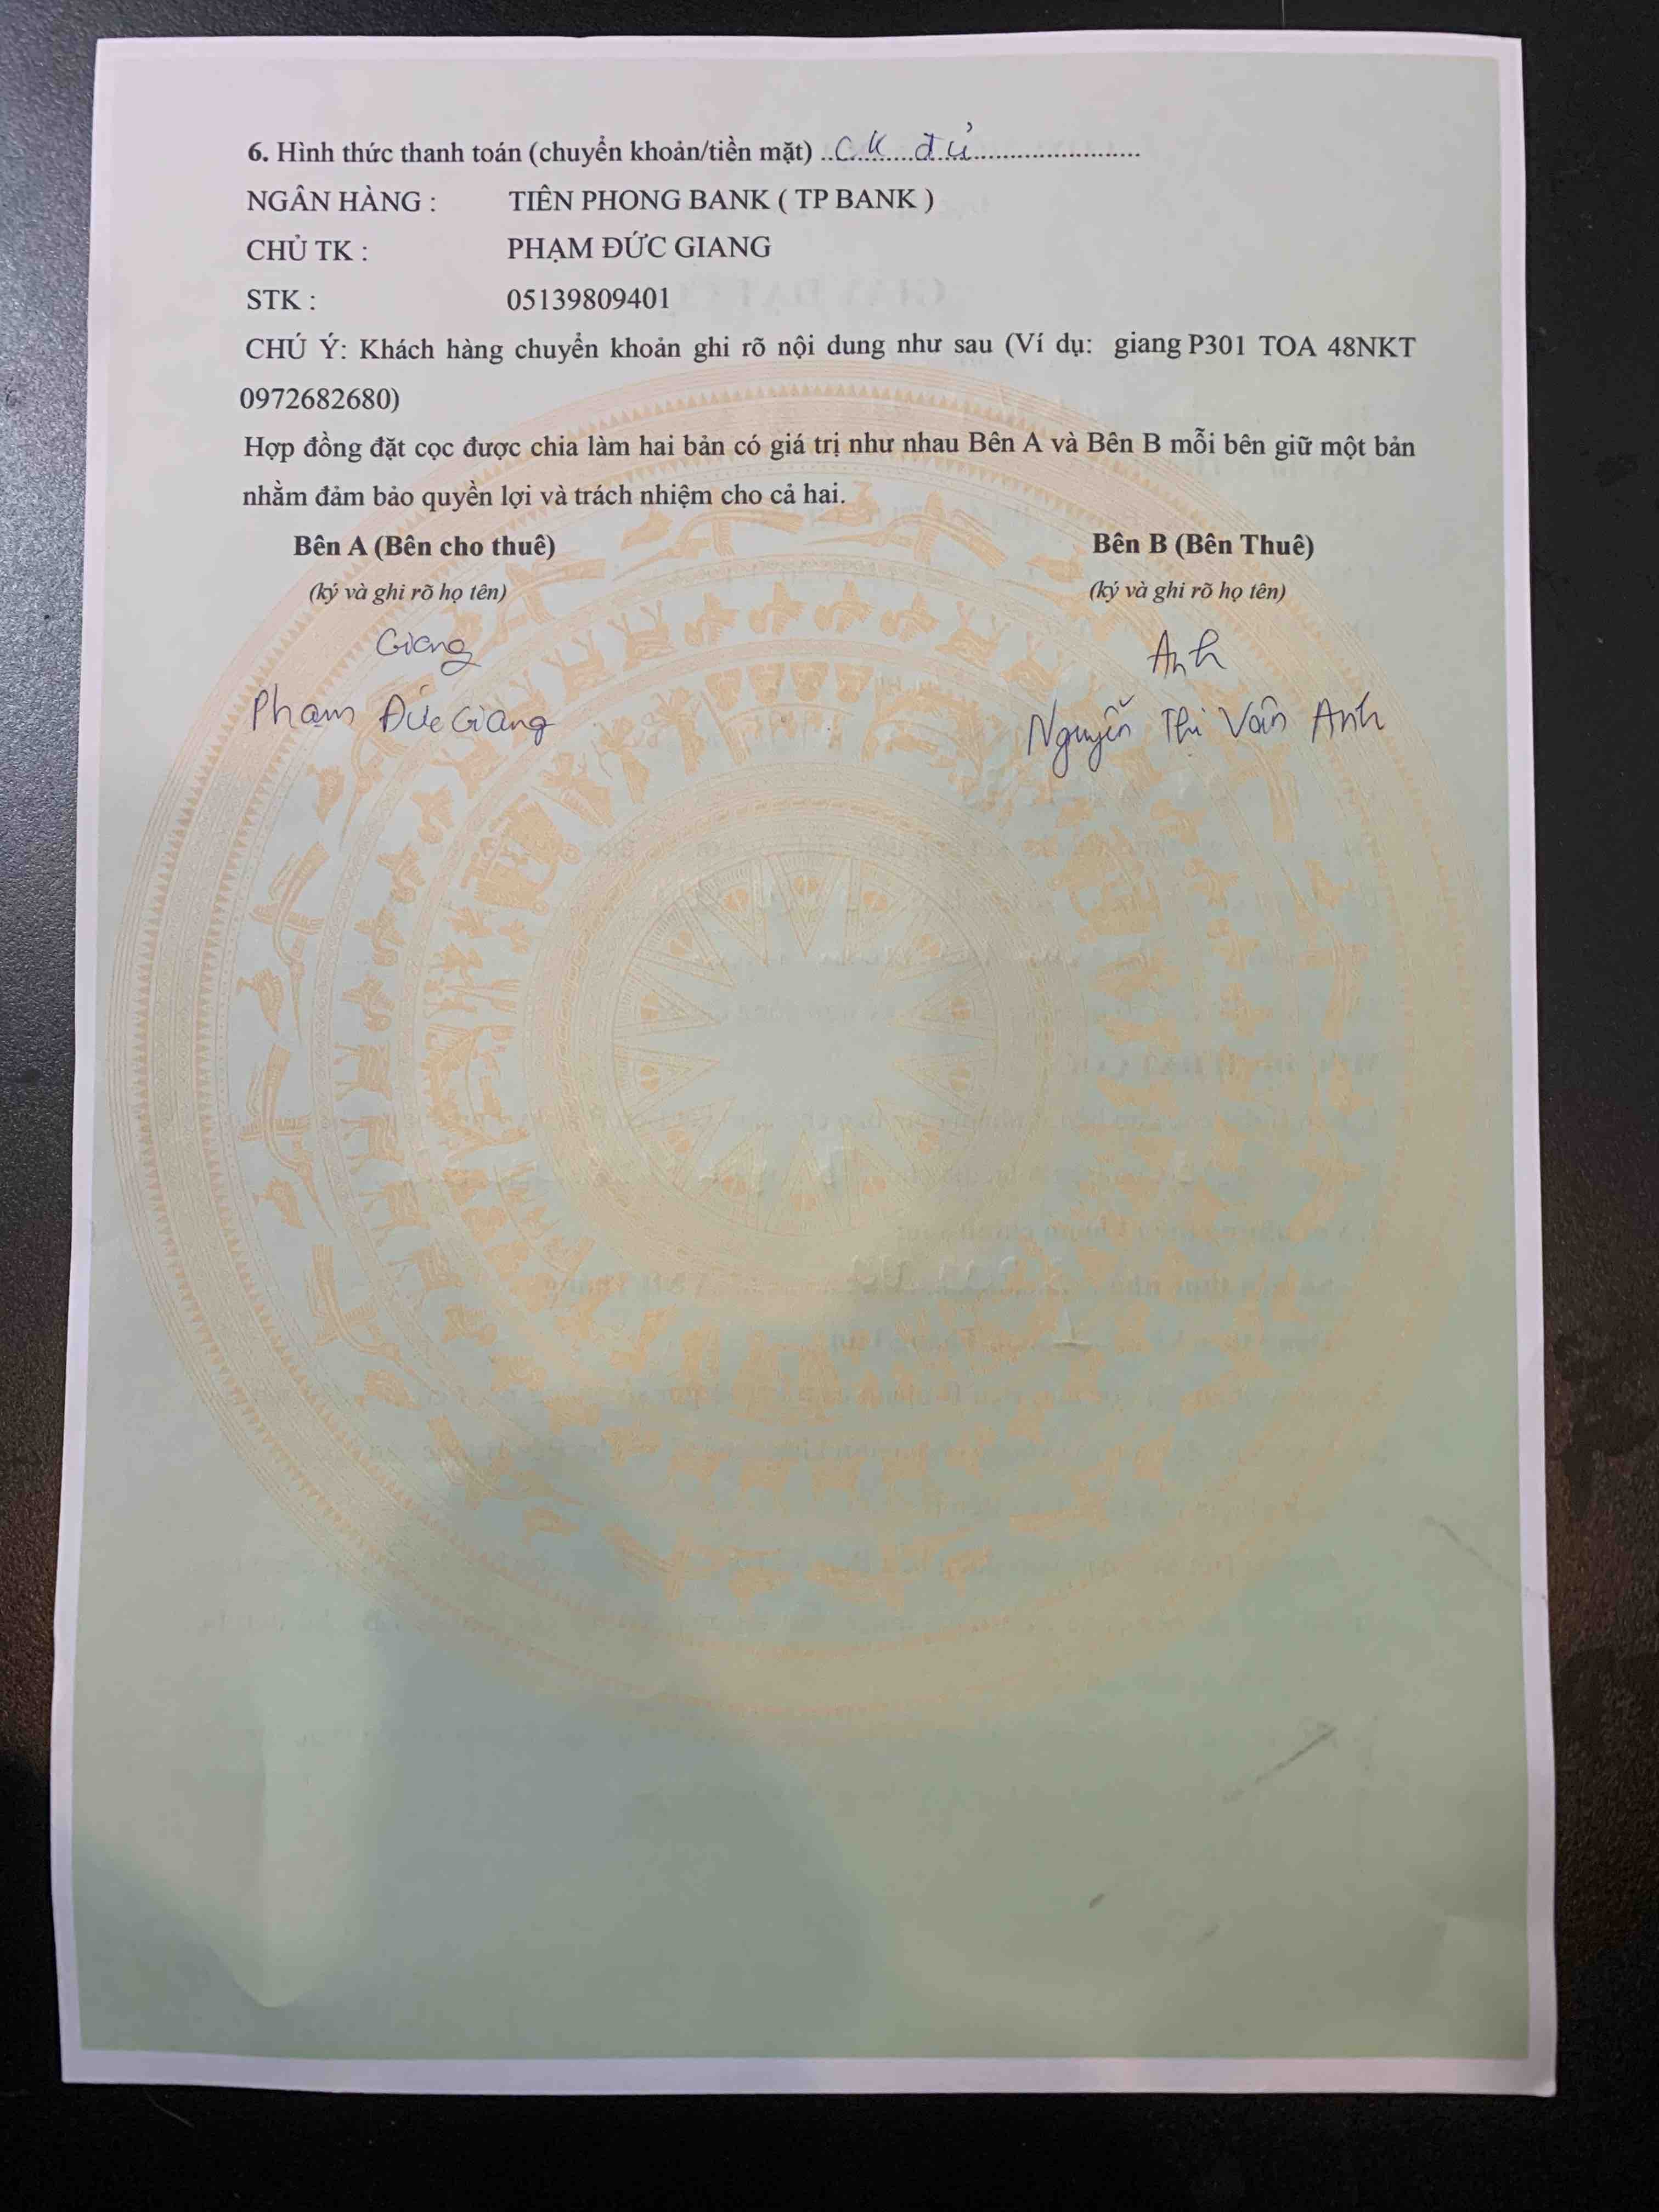 6. Hình thức thanh toán (chuyển khoản/tiền mặt) ..CK....đủ........................
NGÂN HÀNG : TIÊN PHONG BANK ( TP BANK )
CHỦ TK : PHẠM ĐỨC GIANG
STK : 05139809401
CHÚ Ý: Khách hàng chuyển khoản ghi rõ nội dung như sau (Ví dụ: giang P301 TOA 48NKT
0972682680)
Hợp đồng đặt cọc được chia làm hai bản có giá trị như nhau Bên A và Bên B mỗi bên giữ một bản
nhằm đảm bảo quyền lợi và trách nhiệm cho cả hai.
Bên A (Bên cho thuê) Bên B (Bên Thuê)
(ký và ghi rõ họ tên) (ký và ghi rõ họ tên)
Giang Anh
Phạm Đức Giang Nguyễn Thị Vân Anh